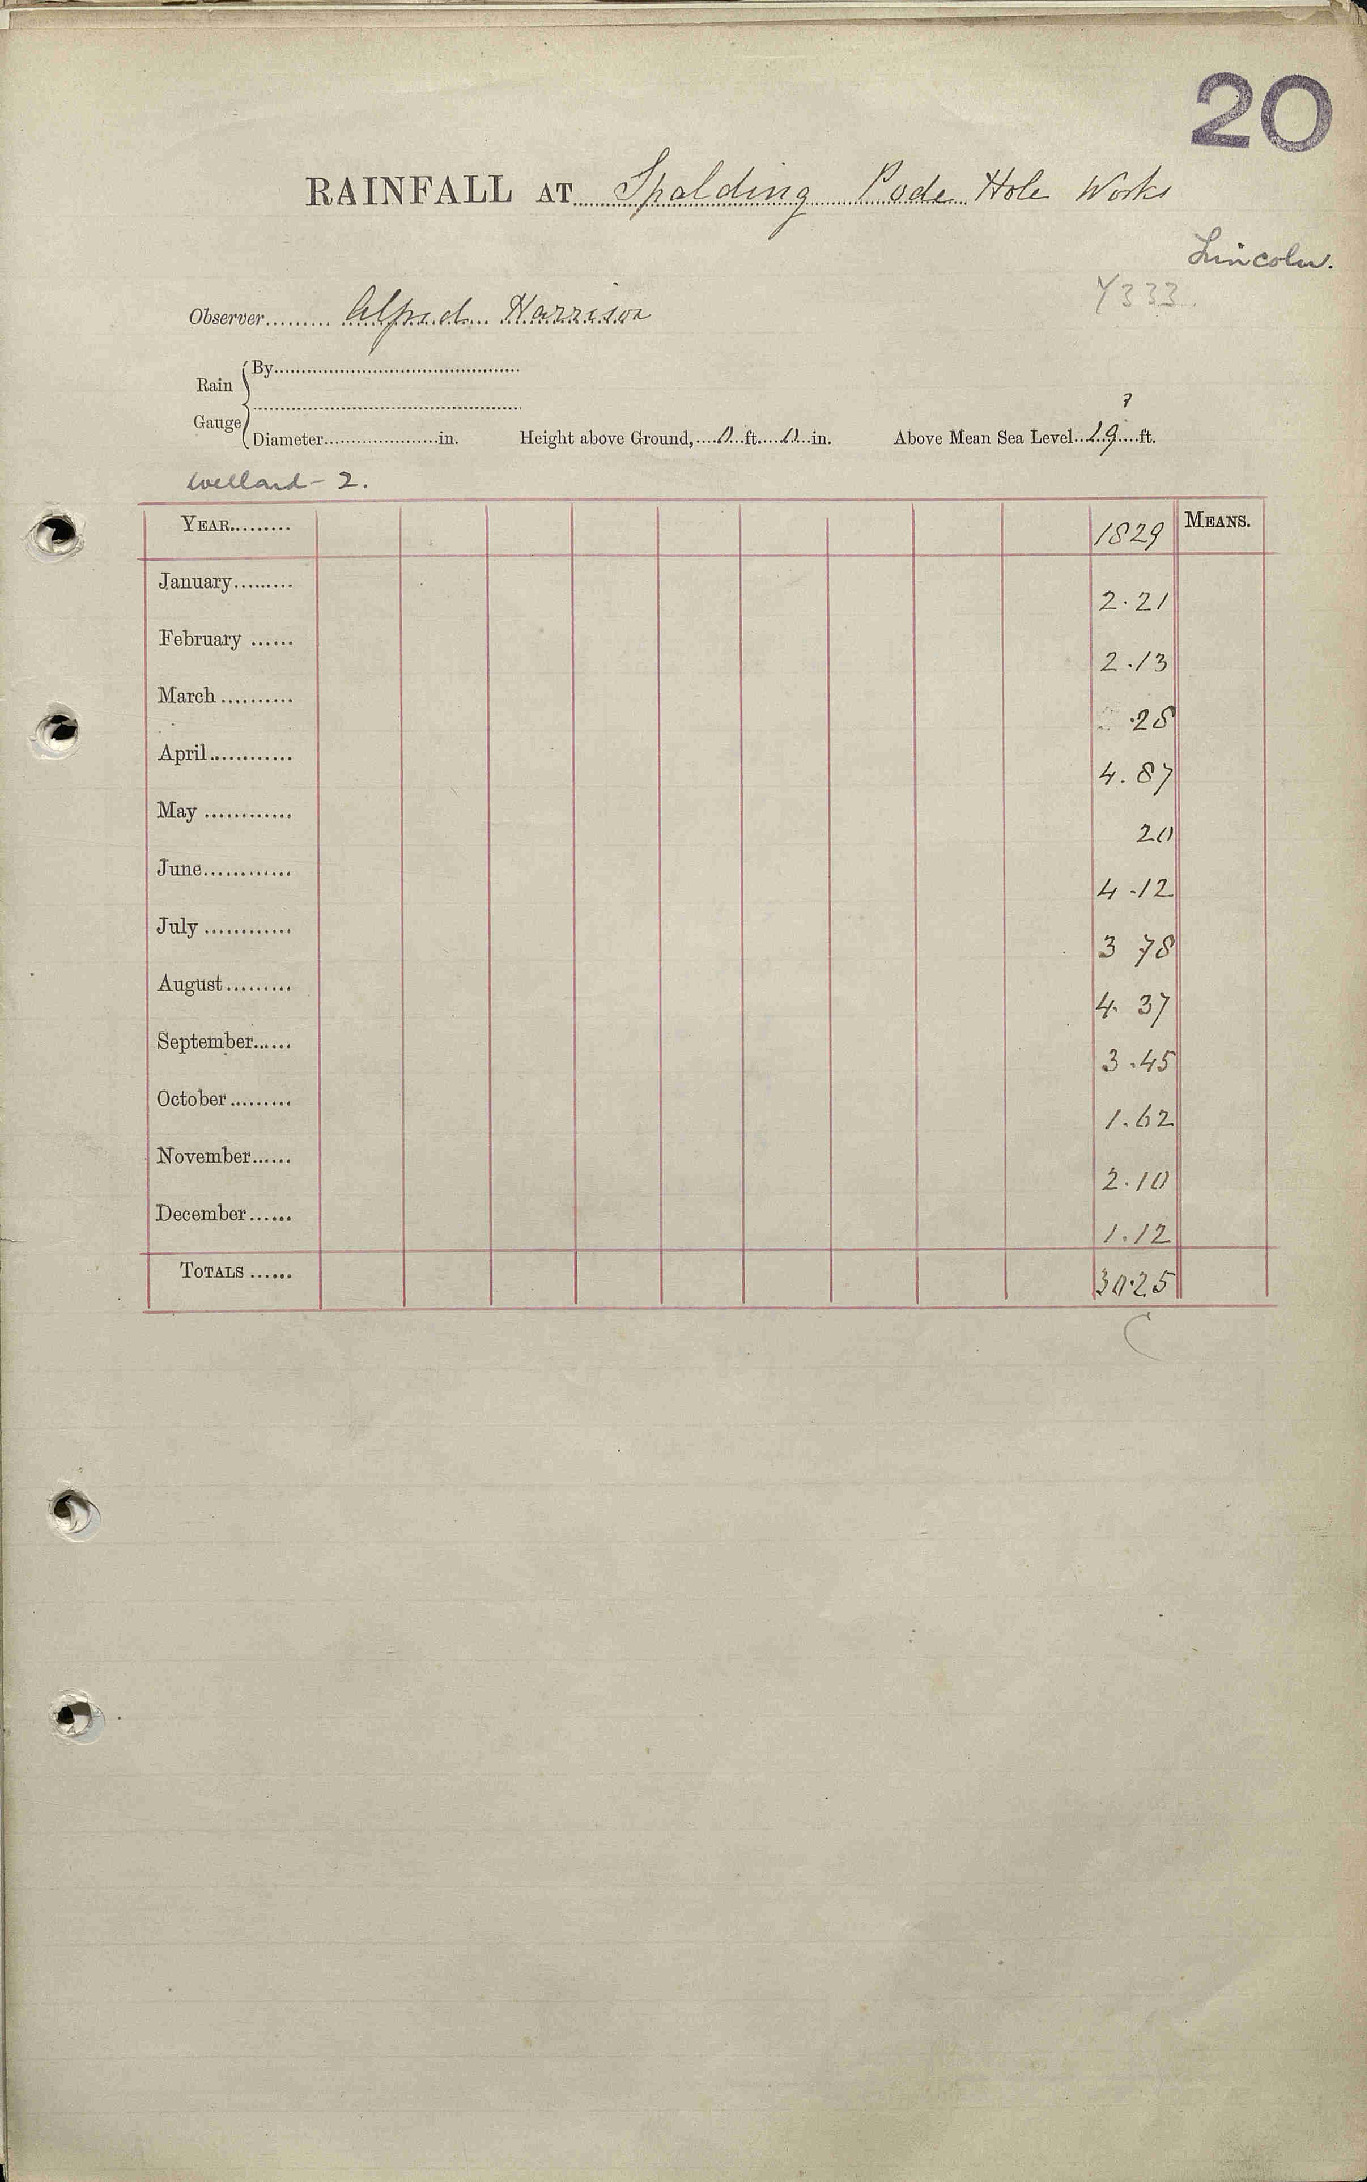 20
RAINFALL AT Spalding Pode Hole Works
Lincoln.
Y333.
Observer......... Alfred Harrison
Rain Gauge { By
Diameter.....................in. Height above Ground, 0 ft. 0 in. Above Mean Sea Level 19 ft.
?
Welland - 2.
YEAR......... 1829 MEANS.
January......... 2.21
February ...... 2.13
March .......... .28
April............ 4.87
May ............ 20
June............ 4.12
July ............ 3 78
August......... 4. 37
September...... 3.45
October......... 1.62
November...... 2.10
December...... 1.12
TOTALS ...... 30.25
C